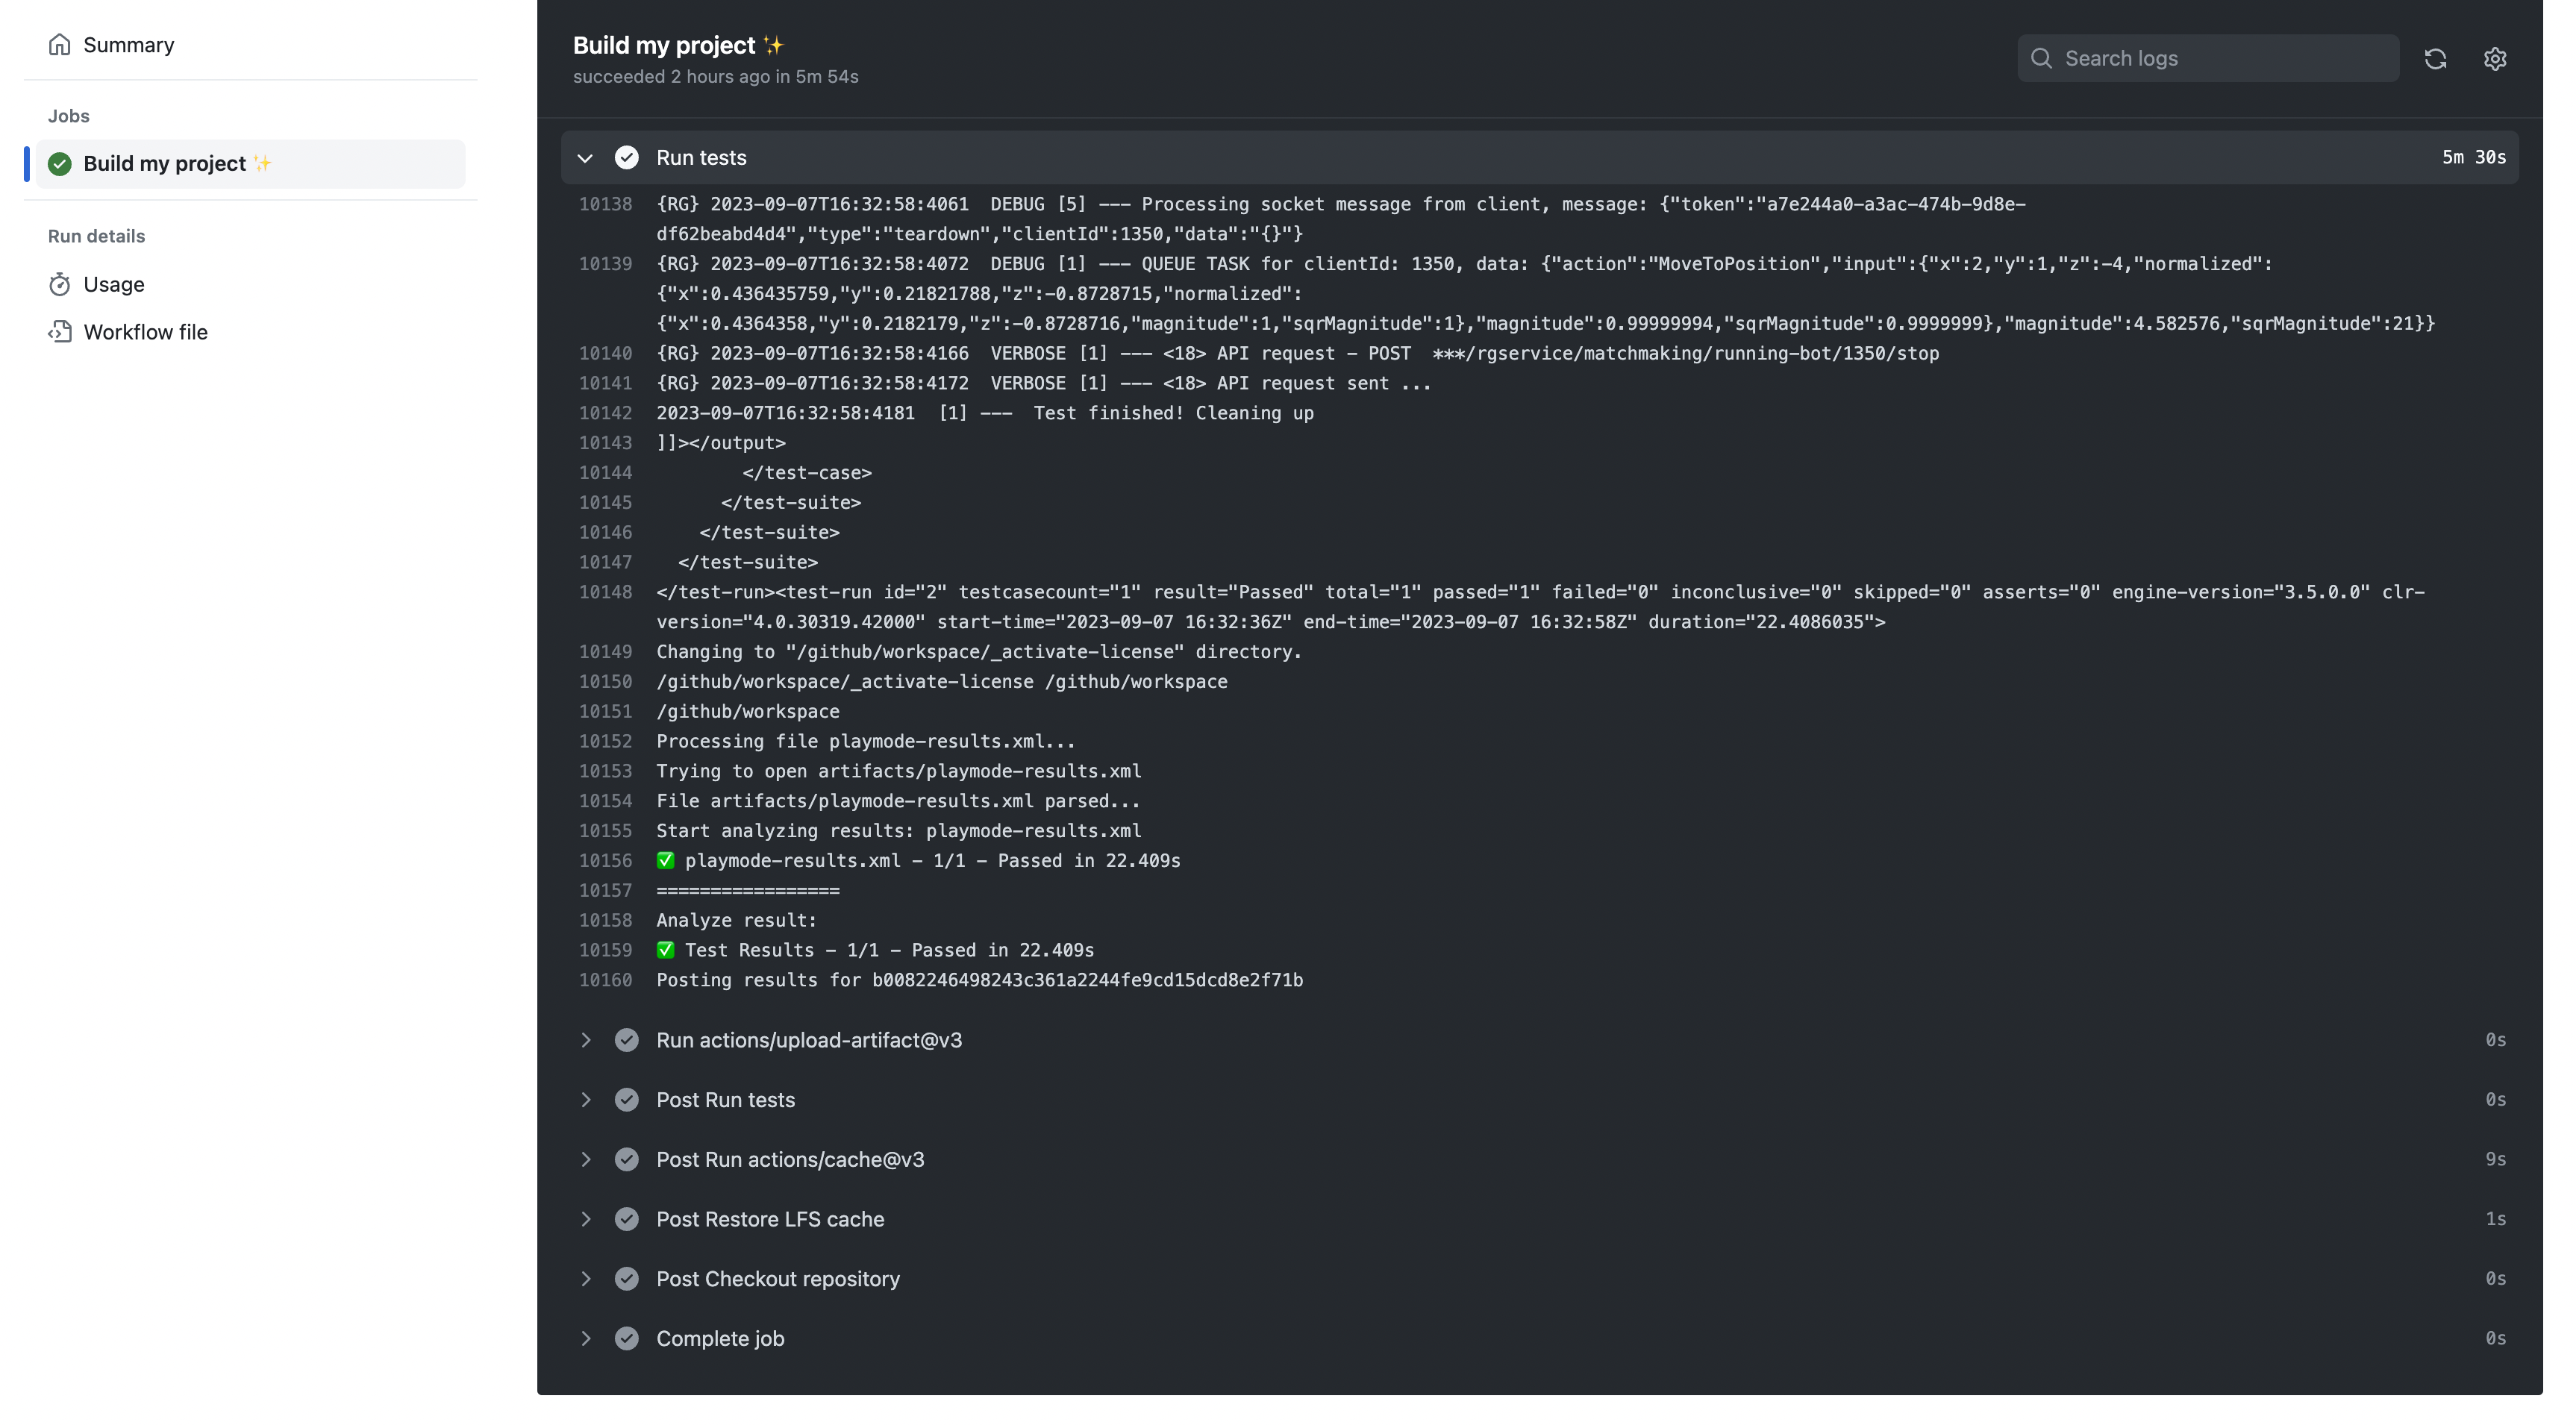 Summary
Jobs
Build my project ✨
Run details
Usage
Workflow file
Build my project ✨
succeeded 2 hours ago in 5m 54s
Search logs
Run tests 5m 30s
10138 {RG} 2023-09-07T16:32:58:4061  DEBUG [5] --- Processing socket message from client, message: {"token":"a7e244a0-a3ac-474b-9d8e-
df62beabd4d4","type":"teardown","clientId":1350,"data":"{}"}
10139 {RG} 2023-09-07T16:32:58:4072  DEBUG [1] --- QUEUE TASK for clientId: 1350, data: {"action":"MoveToPosition","input":{"x":2,"y":1,"z":-4,"normalized":
{"x":0.436435759,"y":0.21821788,"z":-0.8728715,"normalized":
{"x":0.4364358,"y":0.2182179,"z":-0.8728716,"magnitude":1,"sqrMagnitude":1},"magnitude":0.99999994,"sqrMagnitude":0.9999999},"magnitude":4.582576,"sqrMagnitude":21}}
10140 {RG} 2023-09-07T16:32:58:4166  VERBOSE [1] --- <18> API request - POST  ***/rgservice/matchmaking/running-bot/1350/stop
10141 {RG} 2023-09-07T16:32:58:4172  VERBOSE [1] --- <18> API request sent ...
10142 2023-09-07T16:32:58:4181  [1] ---  Test finished! Cleaning up
10143 ]]></output>
10144         </test-case>
10145       </test-suite>
10146     </test-suite>
10147   </test-suite>
10148 </test-run><test-run id="2" testcasecount="1" result="Passed" total="1" passed="1" failed="0" inconclusive="0" skipped="0" asserts="0" engine-version="3.5.0.0" clr-
version="4.0.30319.42000" start-time="2023-09-07 16:32:36Z" end-time="2023-09-07 16:32:58Z" duration="22.4086035">
10149 Changing to "/github/workspace/_activate-license" directory.
10150 /github/workspace/_activate-license /github/workspace
10151 /github/workspace
10152 Processing file playmode-results.xml...
10153 Trying to open artifacts/playmode-results.xml
10154 File artifacts/playmode-results.xml parsed...
10155 Start analyzing results: playmode-results.xml
10156 ✅ playmode-results.xml - 1/1 - Passed in 22.409s
10157 =================
10158 Analyze result:
10159 ✅ Test Results - 1/1 - Passed in 22.409s
10160 Posting results for b0082246498243c361a2244fe9cd15dcd8e2f71b
Run actions/upload-artifact@v3 0s
Post Run tests 0s
Post Run actions/cache@v3 9s
Post Restore LFS cache 1s
Post Checkout repository 0s
Complete job 0s